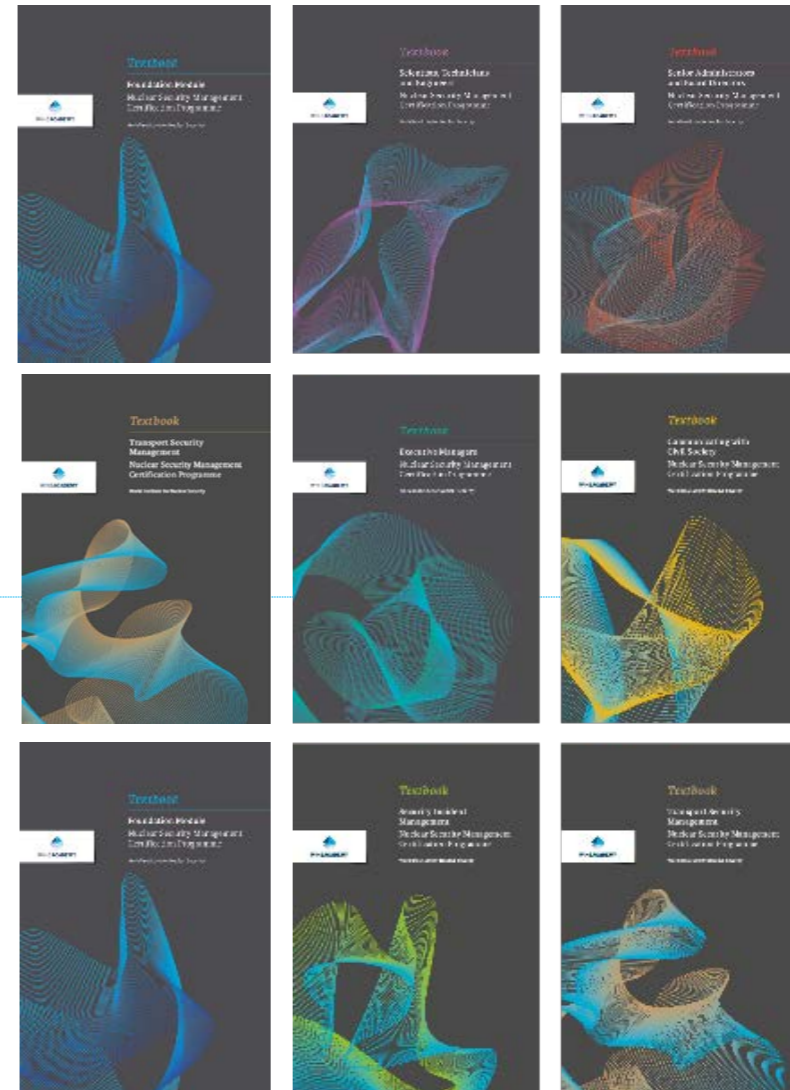 Textbook
Foundation Module
Nuclear Security Management
Certification Programme
Textbook
Scientists, Technicians
and Engineers
Nuclear Security Management
Certification Programme
Textbook
Senior Administrators
and Board Directors
Nuclear Security Management
Certification Programme
Textbook
Transport Security
Management
Nuclear Security Management
Certification Programme
World Institute for Nuclear Security
Textbook
Executive Managers
Nuclear Security Management
Certification Programme
Textbook
Communicating with
Civil Society
Nuclear Security Management
Certification Programme
Textbook
Foundation Module
Nuclear Security Management
Certification Programme
Textbook
Security Incident
Management
Nuclear Security Management
Certification Programme
Textbook
Transport Security
Management
Nuclear Security Management
Certification Programme